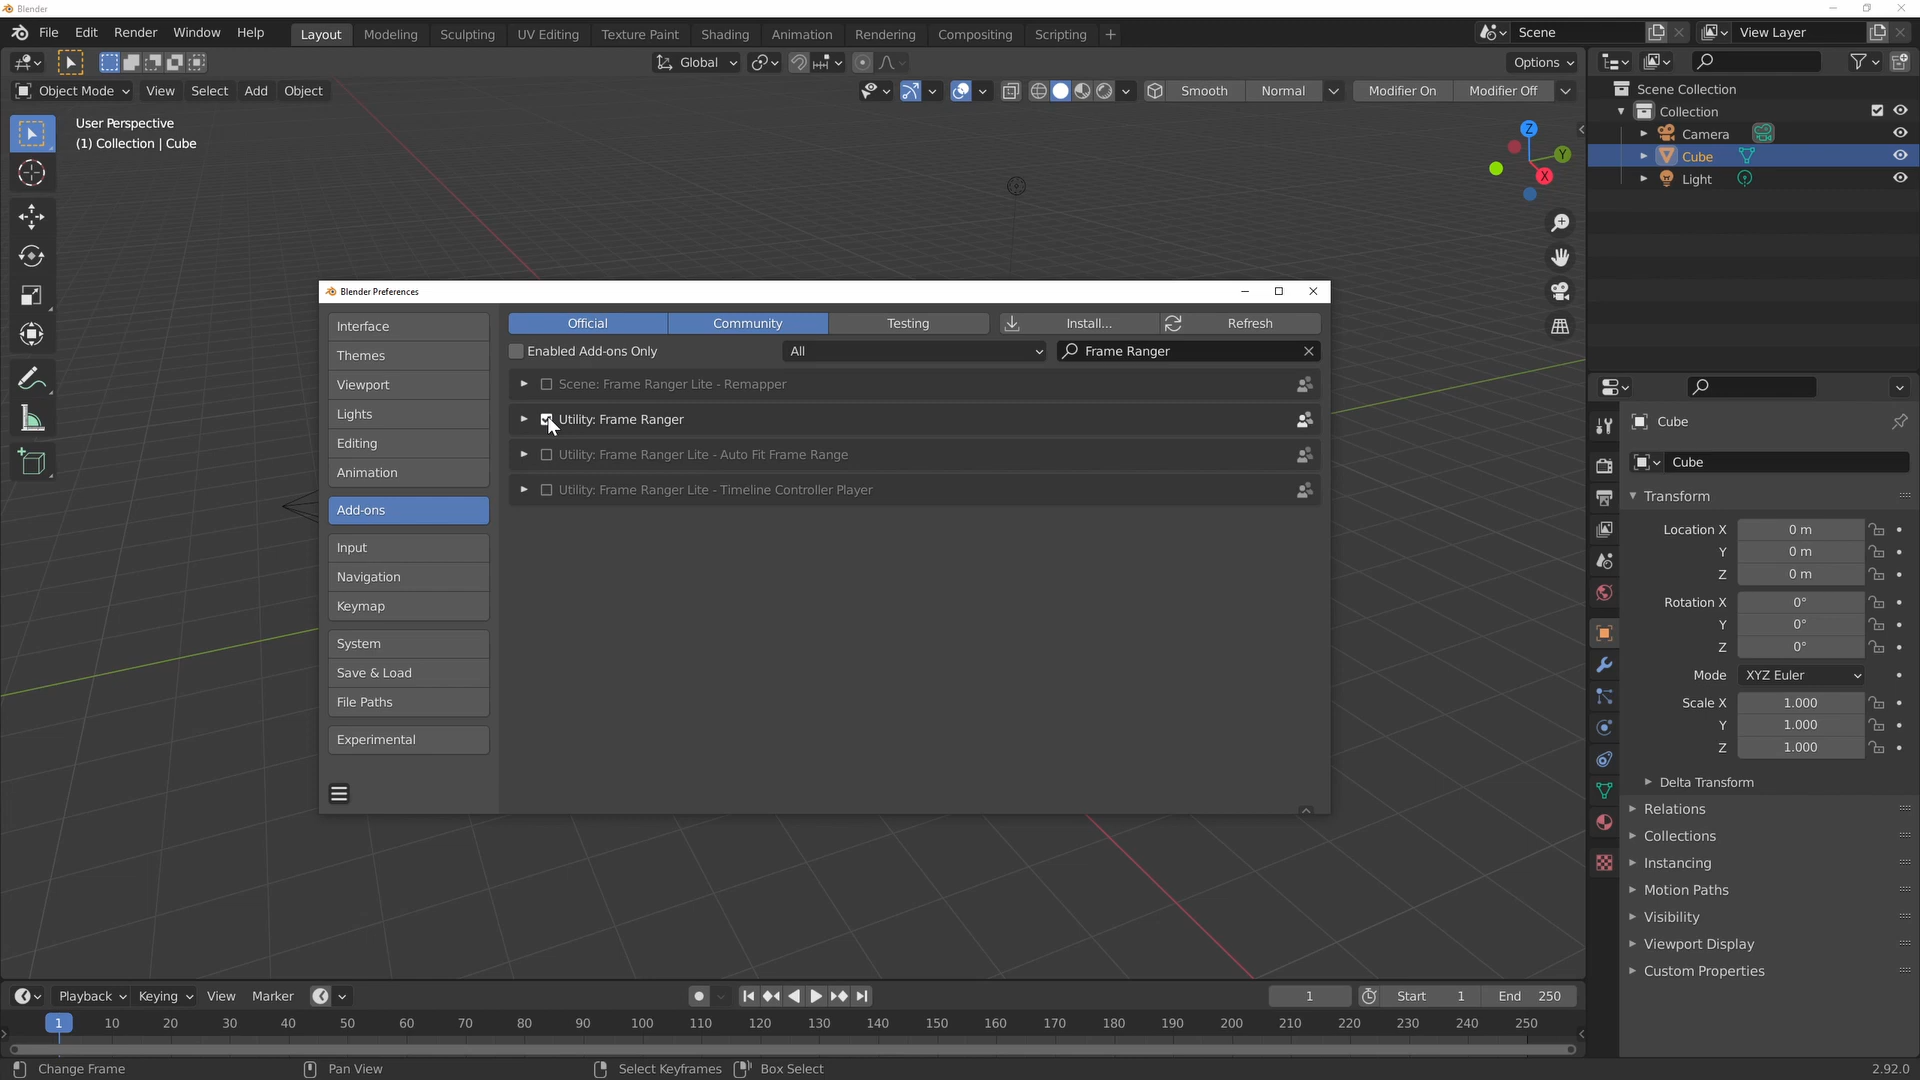 Blender
File Edit Render Window Help Layout Modeling Sculpting UV Editing Texture Paint Shading Animation Rendering Compositing Scripting + Scene View Layer
Global Options
Object Mode View Select Add Object Smooth Normal Modifier On Modifier Off
User Perspective
(1) Collection | Cube
Z
Y
X
Scene Collection
Collection
Camera
Cube
Light
Blender Preferences
Interface
Themes
Viewport
Lights
Editing
Animation
Add-ons
Input
Navigation
Keymap
System
Save & Load
File Paths
Experimental
Official Community Testing Install... Refresh
Enabled Add-ons Only All Frame Ranger
Scene: Frame Ranger Lite - Remapper
Utility: Frame Ranger
Utility: Frame Ranger Lite - Auto Fit Frame Range
Utility: Frame Ranger Lite - Timeline Controller Player
Cube
Cube
Transform
Location X 0 m
Y 0 m
Z 0 m
Rotation X 0°
Y 0°
Z 0°
Mode XYZ Euler
Scale X 1.000
Y 1.000
Z 1.000
Delta Transform
Relations
Collections
Instancing
Motion Paths
Visibility
Viewport Display
Custom Properties
Playback Keying View Marker 1 Start 1 End 250
1 10 20 30 40 50 60 70 80 90 100 110 120 130 140 150 160 170 180 190 200 210 220 230 240 250
Change Frame Pan View Select Keyframes Box Select 2.92.0